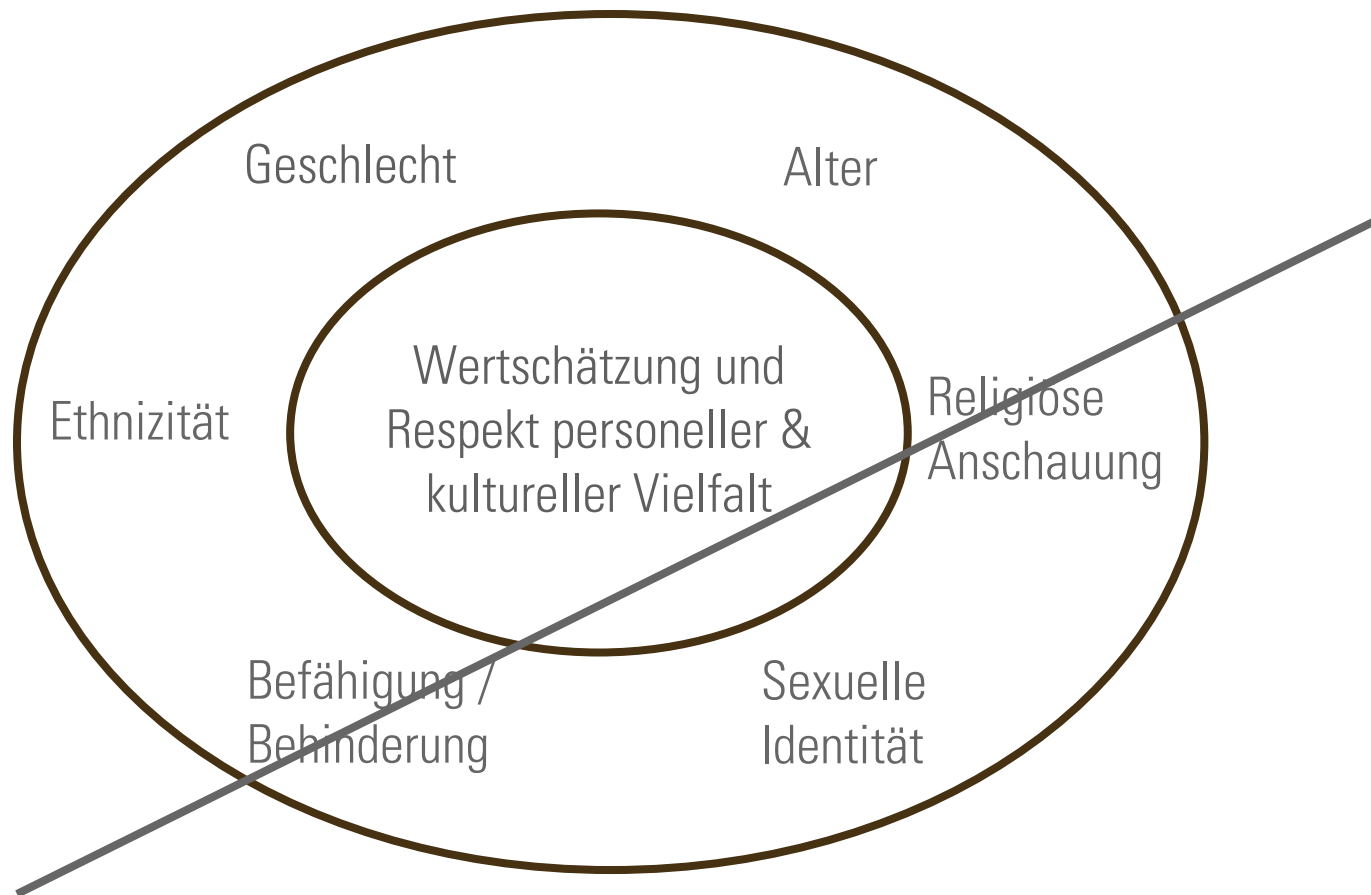 Geschlecht
Alter
Wertschätzung und
Respekt personeller &
kultureller Vielfalt
Ethnizität
Religiöse
Anschauung
Befähigung /
Behinderung
Sexuelle
Identität